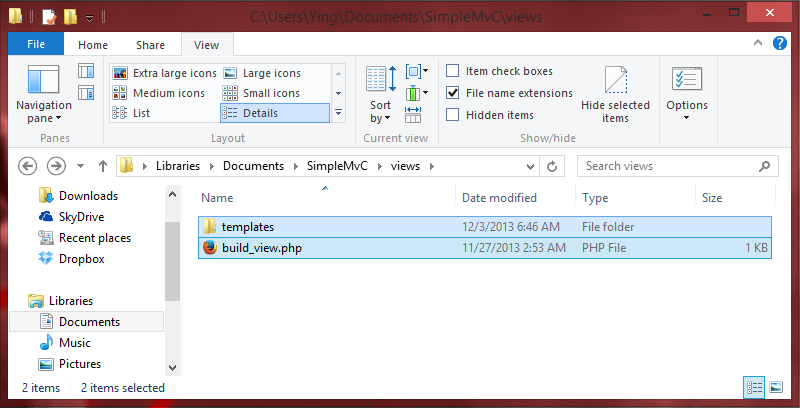 C:\Users\Ying\Documents\SimpleMvC\views
File Home Share View
Navigation pane
Panes
Extra large icons Large icons
Medium icons Small icons
List Details
Layout
Sort by
Current view
Item check boxes
File name extensions
Hidden items
Hide selected items
Show/hide
Options
Libraries Documents SimpleMvC views
Search views
Downloads
SkyDrive
Recent places
Dropbox
Libraries
Documents
Music
Pictures
Name Date modified Type Size
templates 12/3/2013 6:46 AM File folder
build_view.php 11/27/2013 2:53 AM PHP File 1 KB
2 items 2 items selected